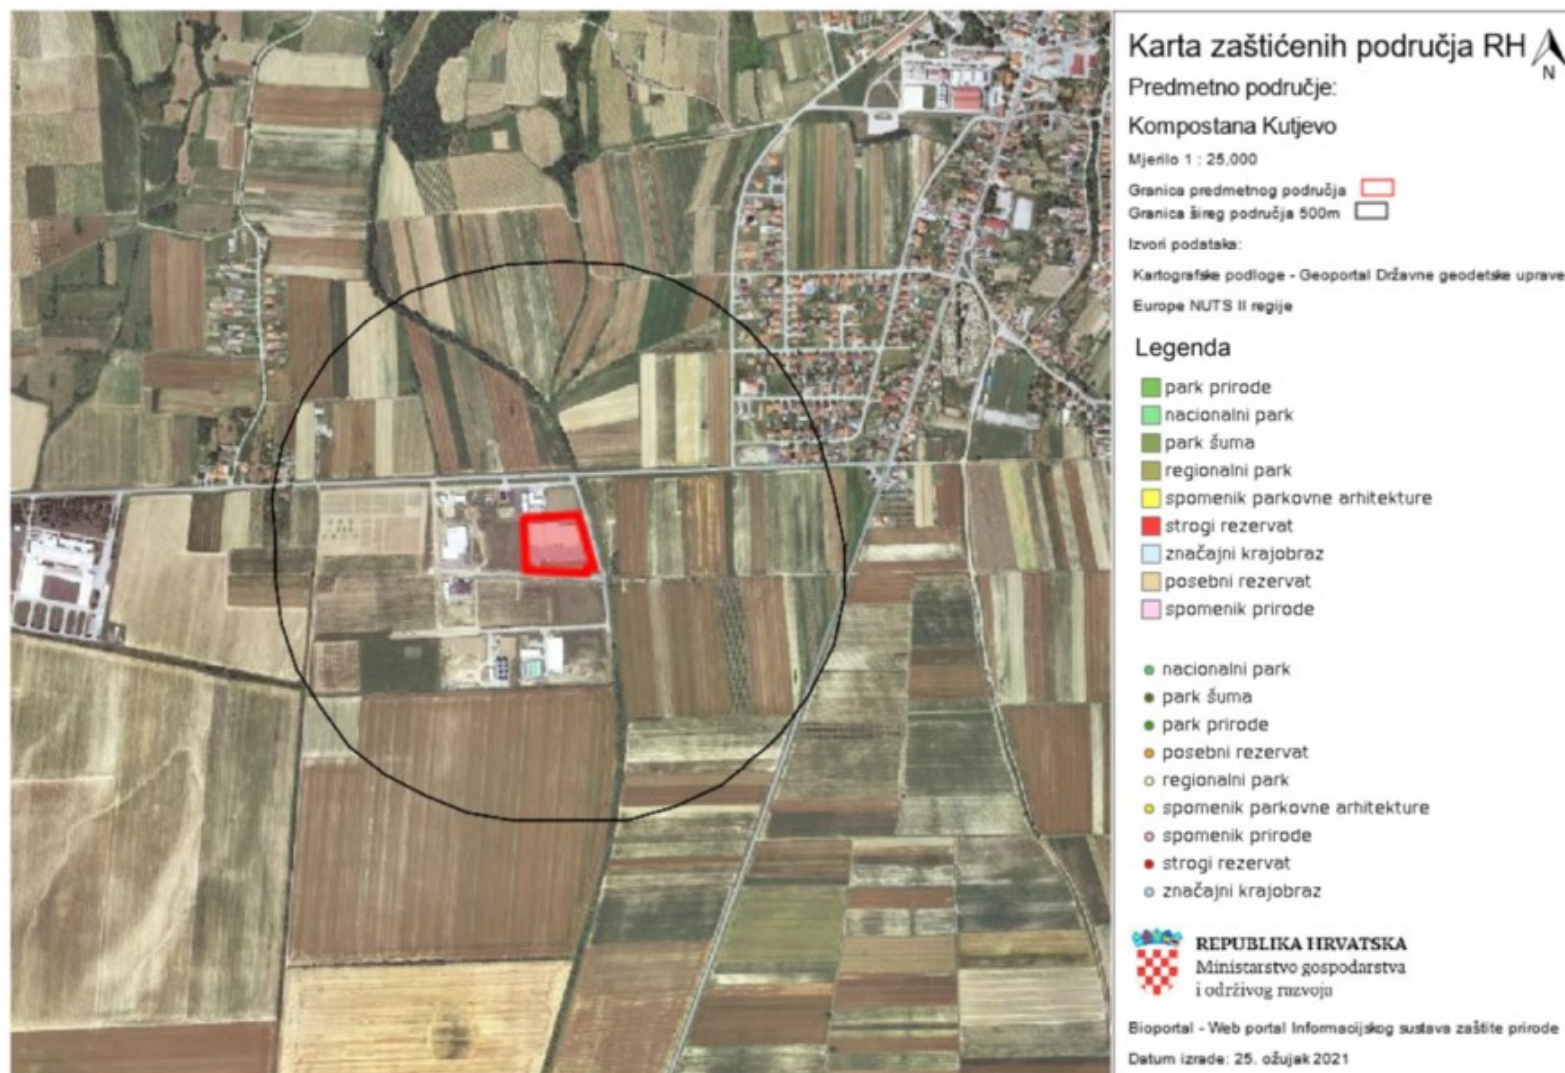 Karta zaštićenih područja RH
N
Predmetno područje:
Kompostana Kutjevo
Mjerilo 1 : 25,000
Granica predmetnog područja
Granica šireg područja 500m
Izvori podataka:
Kartografske podloge - Geoportal Državne geodetske uprave
Europe NUTS II regije
Legenda
park prirode
nacionalni park
park šuma
regionalni park
spomenik parkovne arhitekture
strogi rezervat
značajni krajobraz
posebni rezervat
spomenik prirode
nacionalni park
park šuma
park prirode
posebni rezervat
regionalni park
spomenik parkovne arhitekture
spomenik prirode
strogi rezervat
značajni krajobraz
REPUBLIKA HRVATSKA
Ministarstvo gospodarstva
i održivog razvoja
Bioportal - Web portal Informacijskog sustava zaštite prirode
Datum izrade: 25. ožujak 2021